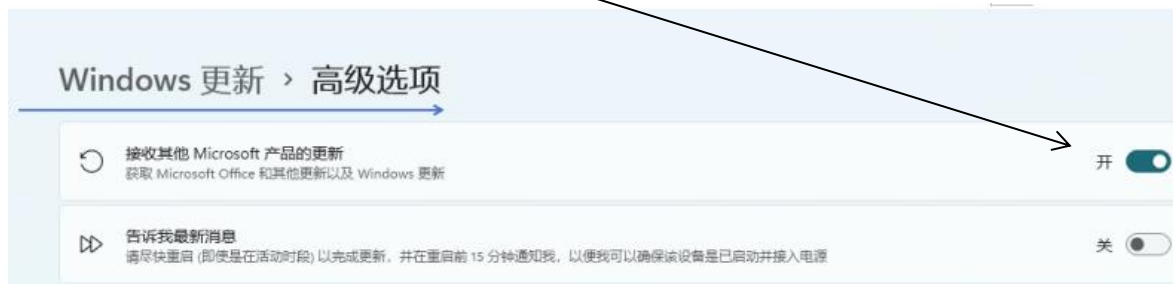 Windows 更新 › 高级选项
接收其他 Microsoft 产品的更新
开
获取 Microsoft Office 和其他更新以及 Windows 更新
告诉我最新消息
关
请尽快重启 (即使是在活动时段) 以完成更新，并在重启前 15 分钟通知我，以便我可以确保该设备是已启动并接入电源